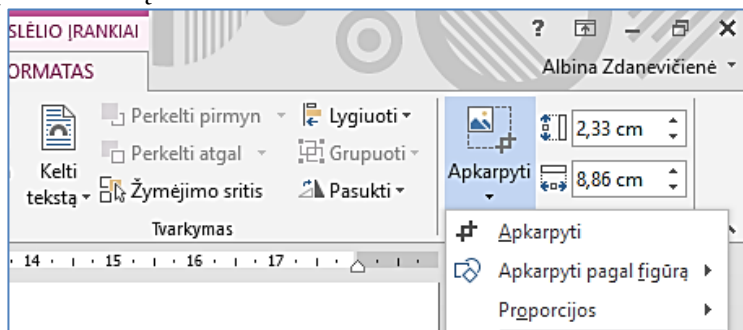 SLĖLIO ĮRANKIAI
?
ORMATAS
Albina Zdanevičienė
Perkelti pirmyn
Lygiuoti
2,33 cm
Perkelti atgal
Grupuoti
Kelti tekstą
Žymėjimo sritis
Pasukti
Apkarpyti
8,86 cm
Tvarkymas
Apkarpyti
14 · ı · 15 · ı · 16 · ı · 17 · ı ·
Apkarpyti pagal figūrą
Proporcijos